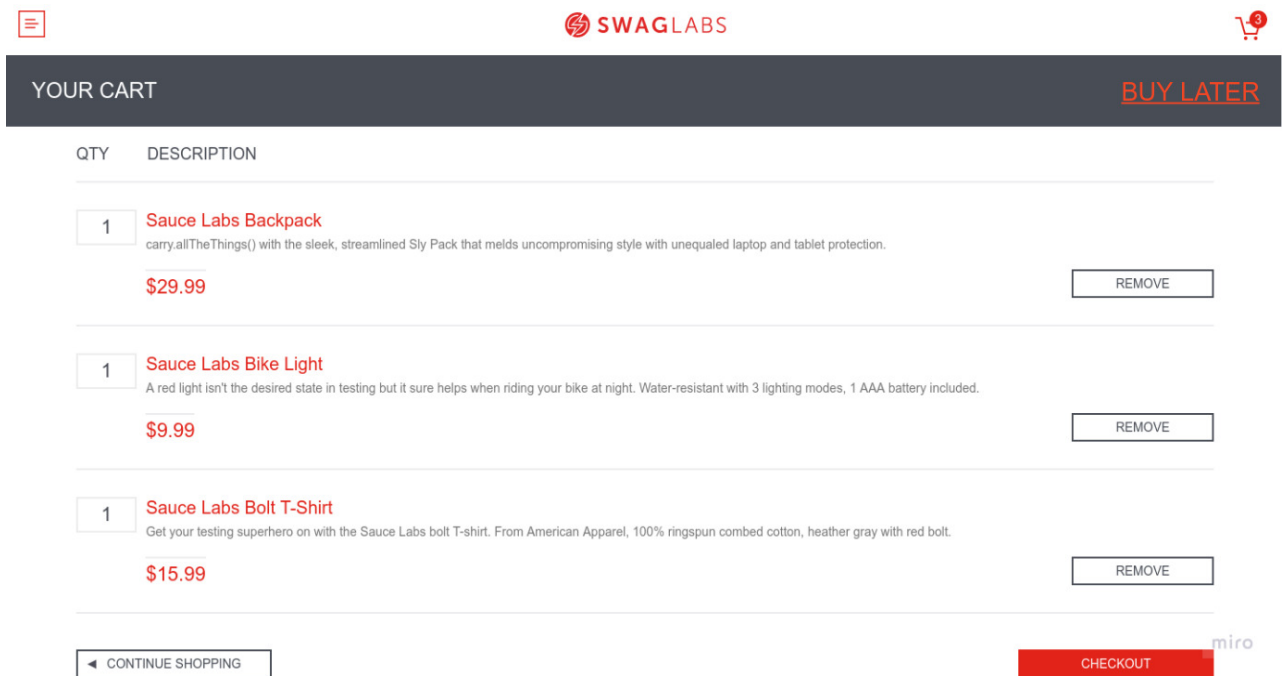 SWAGLABS
3
YOUR CART
BUY LATER
QTY DESCRIPTION
1
Sauce Labs Backpack
carry.allTheThings() with the sleek, streamlined Sly Pack that melds uncompromising style with unequaled laptop and tablet protection.
$29.99
REMOVE
1
Sauce Labs Bike Light
A red light isn't the desired state in testing but it sure helps when riding your bike at night. Water-resistant with 3 lighting modes, 1 AAA battery included.
$9.99
REMOVE
1
Sauce Labs Bolt T-Shirt
Get your testing superhero on with the Sauce Labs bolt T-shirt. From American Apparel, 100% ringspun combed cotton, heather gray with red bolt.
$15.99
REMOVE
miro
CONTINUE SHOPPING
CHECKOUT